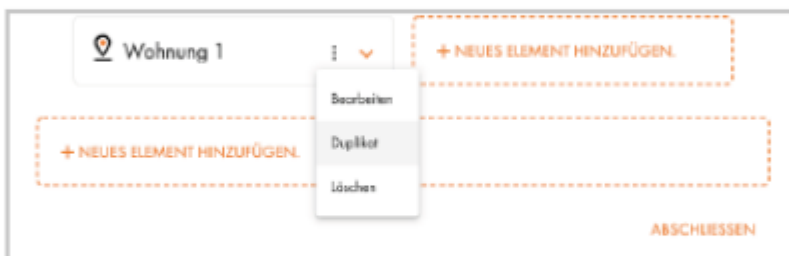 Wohnung 1
+ NEUES ELEMENT HINZUFÜGEN.
Bearbeiten
Duplikat
Löschen
+ NEUES ELEMENT HINZUFÜGEN.
ABSCHLIESSEN